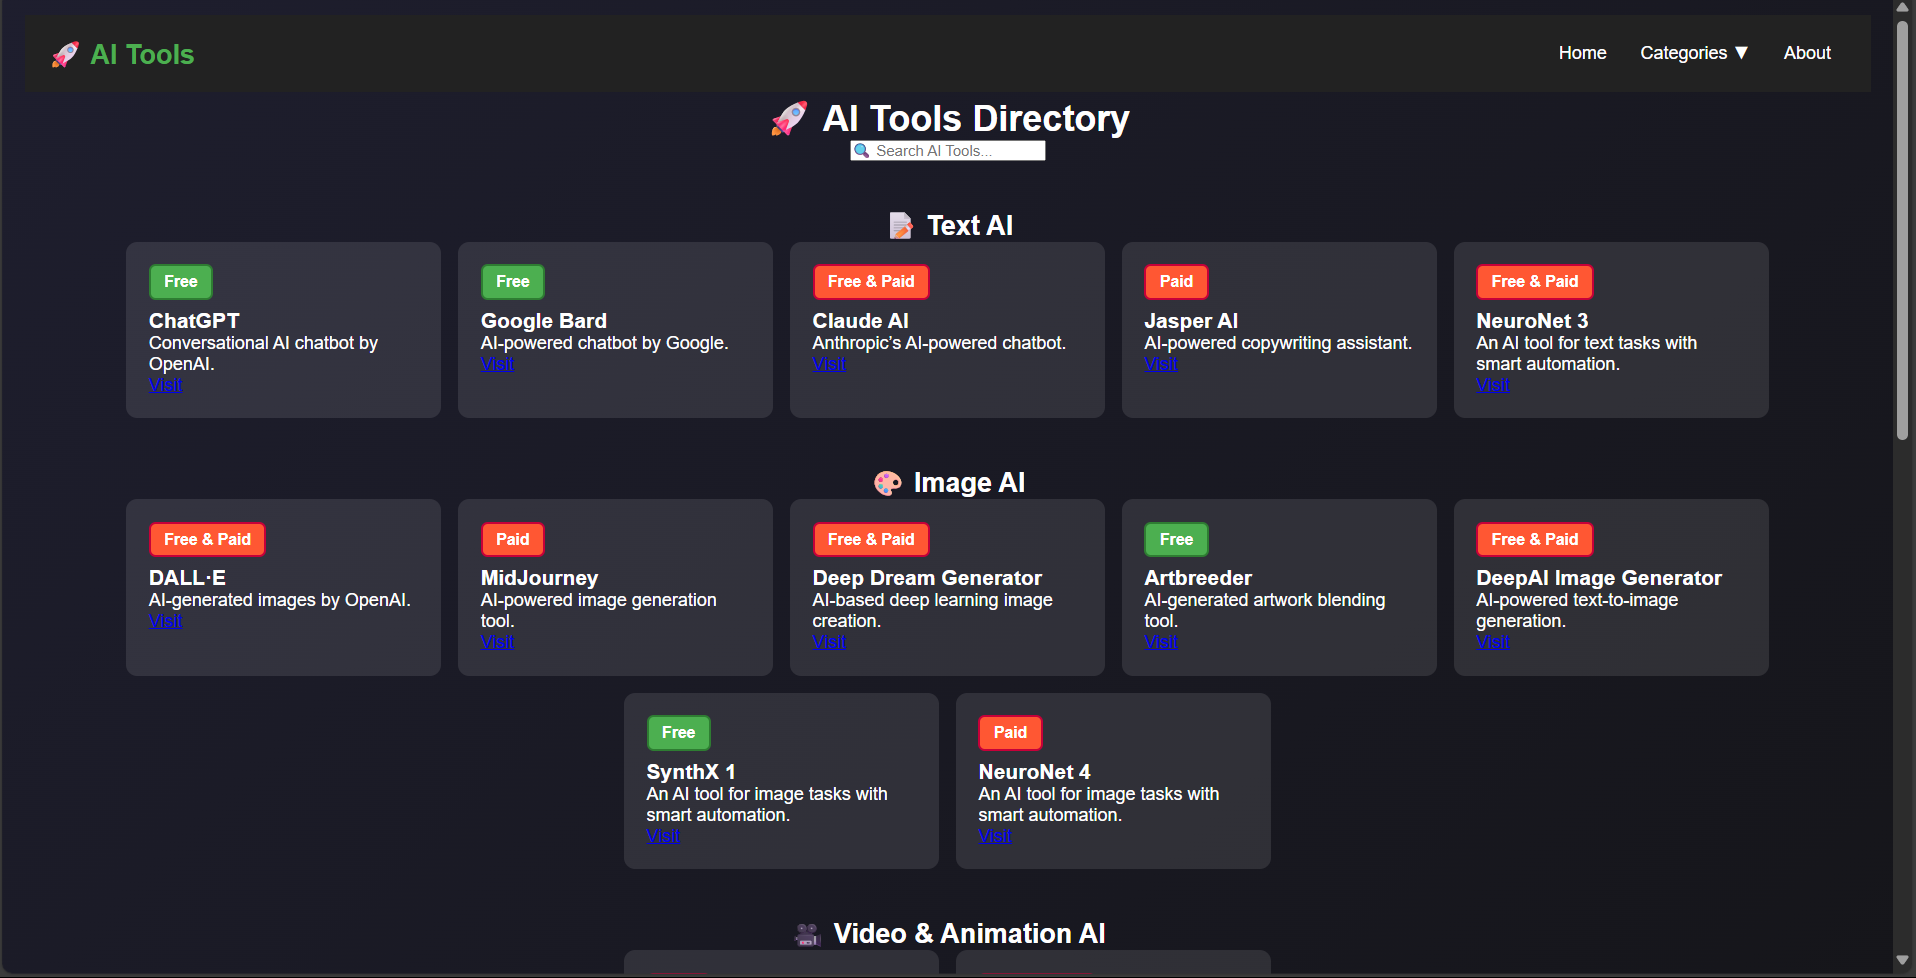 🚀 AI Tools
Home
Categories ▼
About
🚀 AI Tools Directory
🔍 Search AI Tools...
📝 Text AI
Free
ChatGPT
Conversational AI chatbot by
OpenAI.
Visit
Free
Google Bard
AI-powered chatbot by Google.
Visit
Free & Paid
Claude AI
Anthropic’s AI-powered chatbot.
Visit
Paid
Jasper AI
AI-powered copywriting assistant.
Visit
Free & Paid
NeuroNet 3
An AI tool for text tasks with
smart automation.
Visit
🎨 Image AI
Free & Paid
DALL·E
AI-generated images by OpenAI.
Visit
Paid
MidJourney
AI-powered image generation
tool.
Visit
Free & Paid
Deep Dream Generator
AI-based deep learning image
creation.
Visit
Free
Artbreeder
AI-generated artwork blending
tool.
Visit
Free & Paid
DeepAI Image Generator
AI-powered text-to-image
generation.
Visit
Free
SynthX 1
An AI tool for image tasks with
smart automation.
Visit
Paid
NeuroNet 4
An AI tool for image tasks with
smart automation.
Visit
🎥 Video & Animation AI